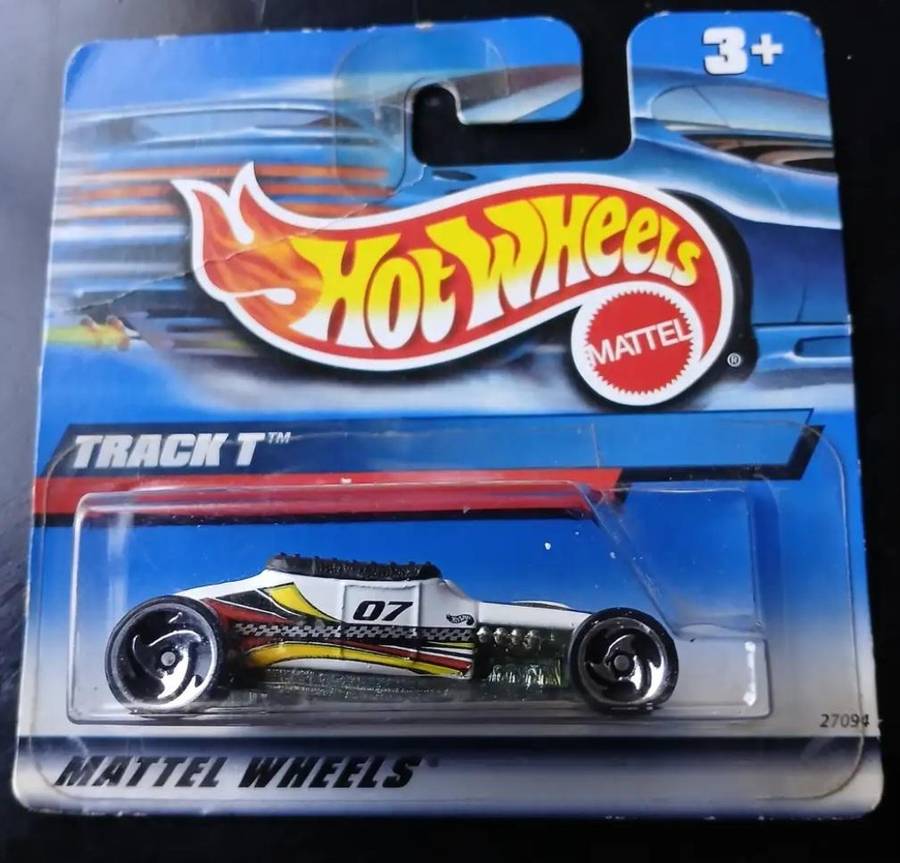 3+
HOT WHEELS
MATTEL
®
TRACK T™
07
27094
MATTEL WHEELS®